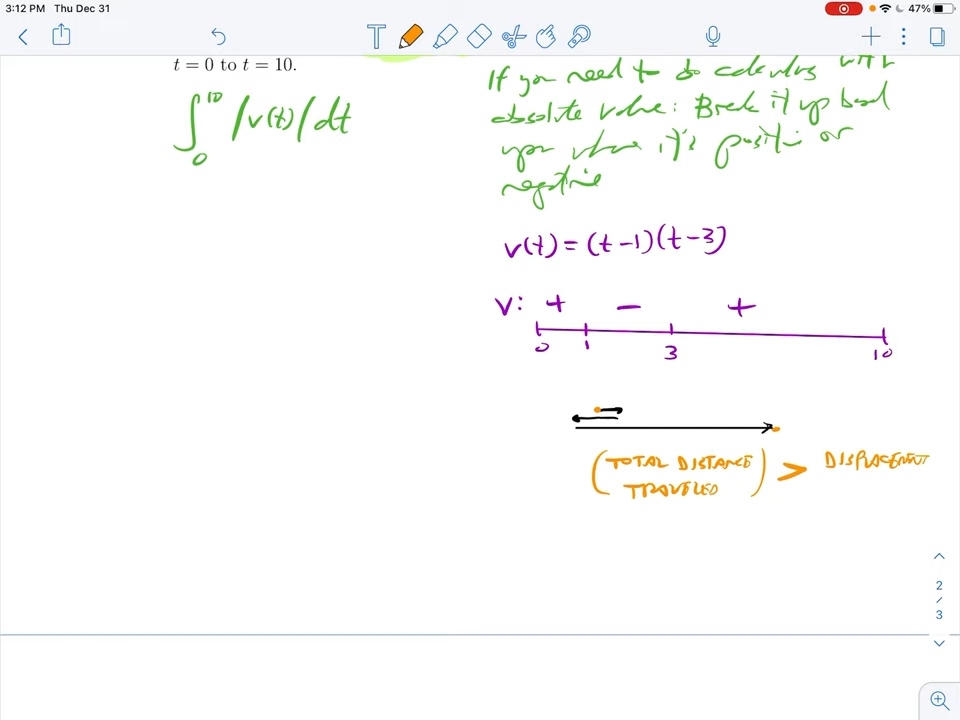 3:12 PM Thu Dec 31
47%
T
t = 0 to t = 10.
∫₀¹⁰ |v(t)| dt
If you need to do calculus with
absolute value: Break it up based
upon where it's positive or
negative
v(t) = (t-1)(t-3)
v: + − +
0 1 3 10
(TOTAL DISTANCE TRAVELED) > DISPLACEMENT
2
/
3